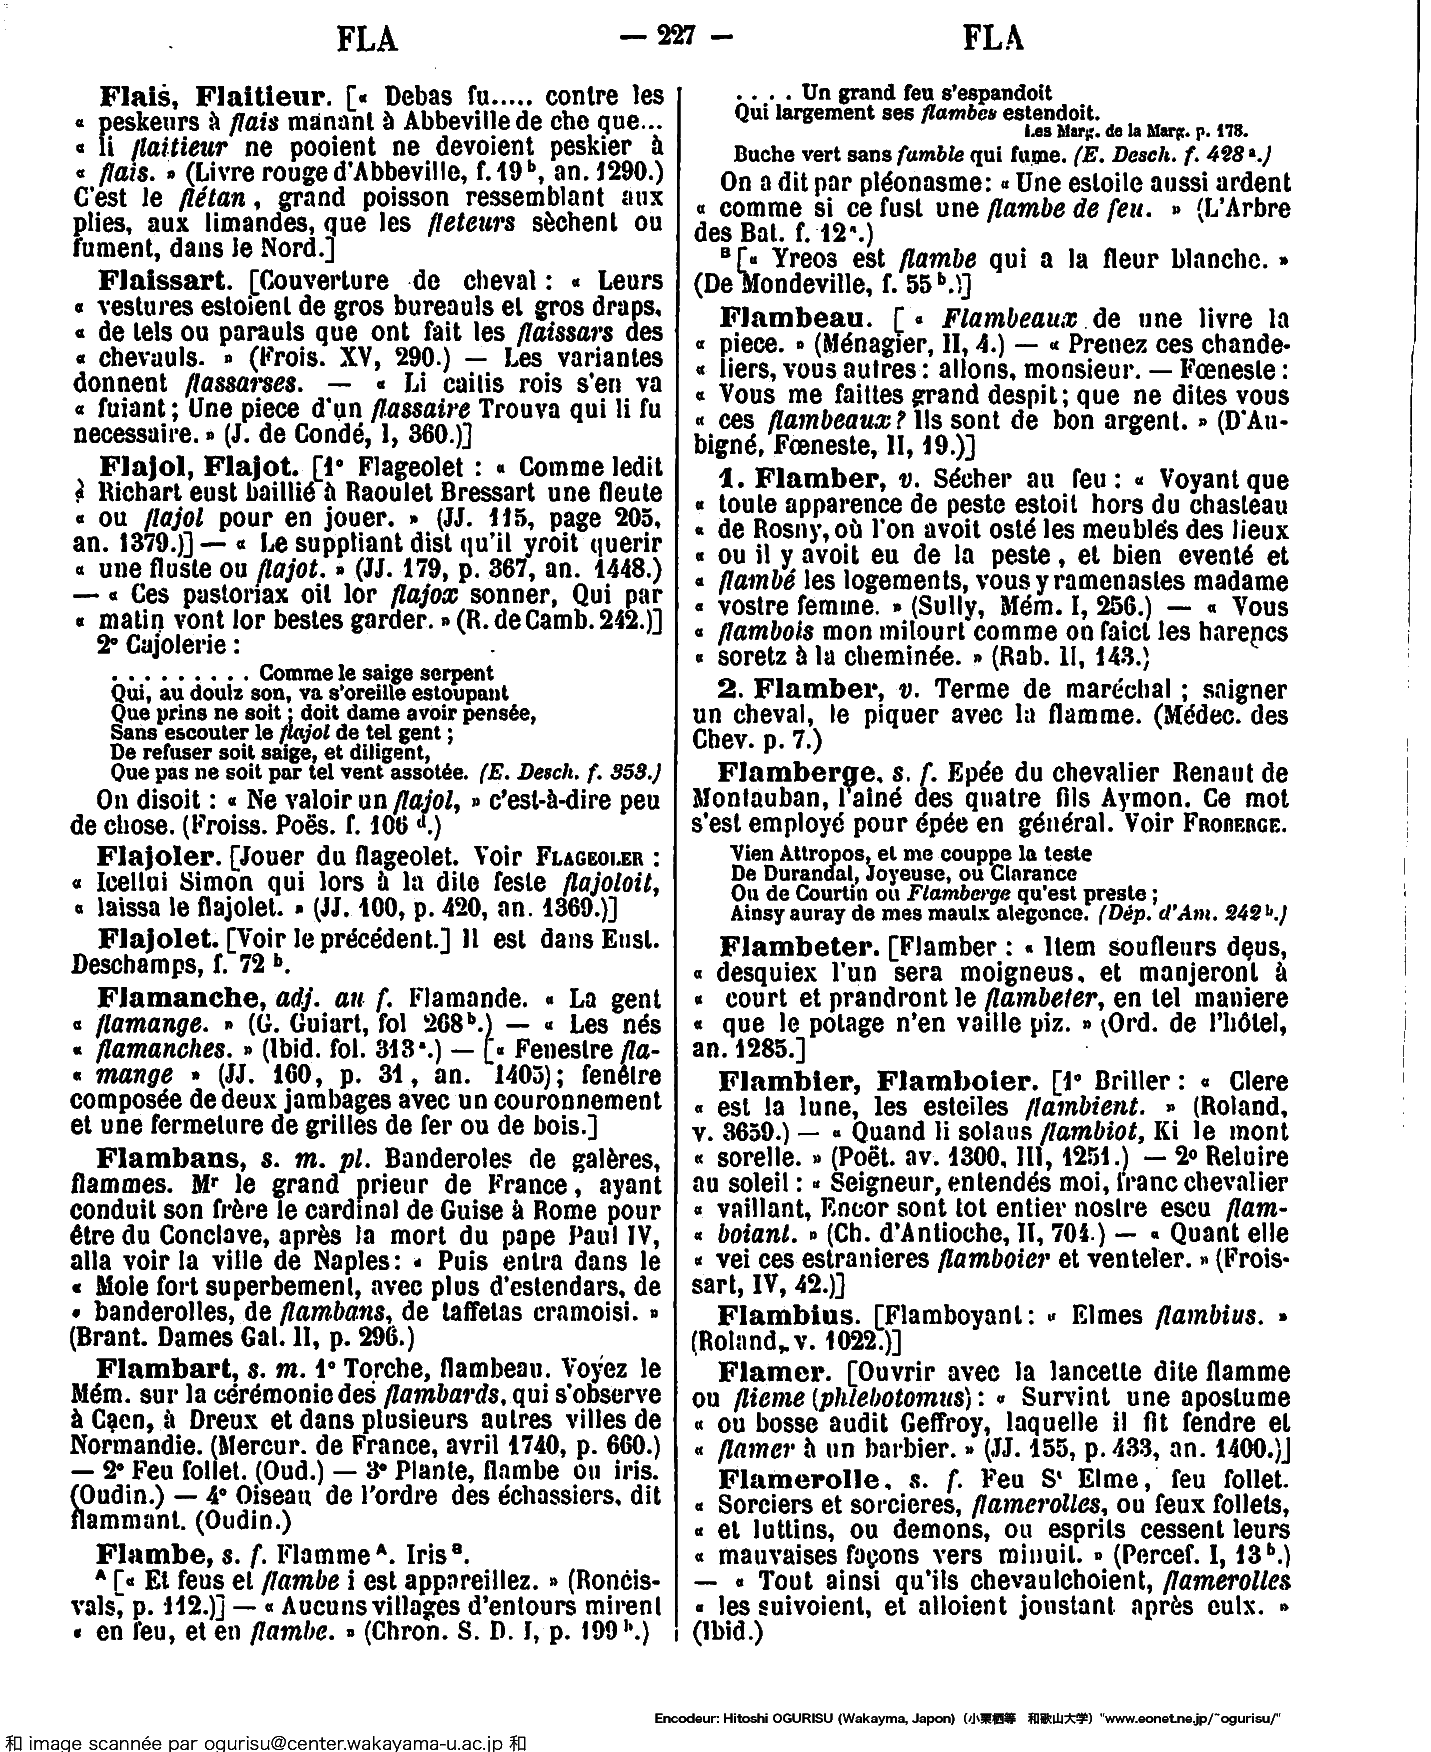 FLA — 227 — FLA
Flais, Flaitieur. [« Debas fu..... contre les
« peskeurs à flais manant à Abbeville de che que...
« li flaitieur ne pooient ne devoient peskier à
« flais. » (Livre rouge d'Abbeville, f. 19 b, an. 1290.)
C'est le flétan, grand poisson ressemblant aux
plies, aux limandes, que les fleteurs sèchent ou
fument, dans le Nord.]
Flaissart. [Couverture de cheval : « Leurs
« vestures estoient de gros bureauls et gros draps,
« de tels ou parauls que ont fait les flaissars des
« chevauls. » (Frois. XV, 290.) — Les variantes
donnent flassarses. — « Li caitis rois s'en va
« fuiant ; Une piece d'un flassaire Trouva qui li fu
necessaire. » (J. de Condé, I, 360.)]
Flajol, Flajot. [1° Flageolet : « Comme ledit
à Richart eust baillié à Raoulet Bressart une fleute
« ou flajol pour en jouer. » (JJ. 115, page 205,
an. 1379.)] — « Le suppliant dist qu'il yroit querir
« une fluste ou flajot. » (JJ. 179, p. 367, an. 1448.)
— « Ces pastoriax oit lor flajox sonner, Qui par
« matin vont lor bestes garder. » (R. de Camb. 242.)]
2° Cajolerie :
. . . . . . . . . Comme le saige serpent
Qui, au doulz son, va s'oreille estoupant
Que prins ne soit ; doit dame avoir pensée,
Sans escouter le flajol de tel gent ;
De refuser soit saige, et diligent,
Que pas ne soit par tel vent assotée. (E. Desch. f. 353.)
On disoit : « Ne valoir un flajol, » c'est-à-dire peu
de chose. (Froiss. Poës. f. 106 d.)
Flajoler. [Jouer du flageolet. Voir FLAGEOLER :
« Icellui Simon qui lors à la dite feste flajoloit,
« laissa le flajolet. » (JJ. 100, p. 420, an. 1369.)]
Flajolet. [Voir le précédent.] Il est dans Eust.
Deschamps, f. 72 b.
Flamanche, adj. au f. Flamande. « La gent
« flamange. » (G. Guiart, fol 268 b.) — « Les nés
« flamanches. » (Ibid. fol. 313 a.) — [« Fenestre fla-
« mange » (JJ. 160, p. 31, an. 1405); fenêtre
composée de deux jambages avec un couronnement
et une fermeture de grilles de fer ou de bois.]
Flambans, s. m. pl. Banderoles de galères,
flammes. Mr le grand prieur de France, ayant
conduit son frère le cardinal de Guise à Rome pour
être du Conclave, après la mort du pape Paul IV,
alla voir la ville de Naples : « Puis entra dans le
« Mole fort superbement, avec plus d'estendars, de
« banderolles, de flambans, de taffetas cramoisi. »
(Brant. Dames Gal. II, p. 296.)
Flambart, s. m. 1° Torche, flambeau. Voyez le
Mém. sur la cérémonie des flambards, qui s'observe
à Caen, à Dreux et dans plusieurs autres villes de
Normandie. (Mercur. de France, avril 1740, p. 660.)
— 2° Feu follet. (Oud.) — 3° Plante, flambe ou iris.
(Oudin.) — 4° Oiseau de l'ordre des échassiers, dit
flammant. (Oudin.)
Flambe, s. f. Flamme A. Iris B.
A [« Et feus et flambe i est appareillez. » (Roncis-
vals, p. 112.)] — « Aucuns villages d'entours mirent
« en feu, et en flambe. » (Chron. S. D. I, p. 199 b.)
. . . . Un grand feu s'espandoit
Qui largement ses flambes estendoit.
Les Marg. de la Marg. p. 178.
Buche vert sans famble qui fume. (E. Desch. f. 428 a.)
On a dit par pléonasme : « Une estoile aussi ardent
« comme si ce fust une flambe de feu. » (L'Arbre
des Bat. f. 12 a.)
B [« Yreos est flambe qui a la fleur blanche. »
(De Mondeville, f. 55 b.)]
Flambeau. [ « Flambeaux de une livre la
« piece. » (Ménagier, II, 4.) — « Prenez ces chande-
« liers, vous autres : allons, monsieur. — Fœneste :
« Vous me faittes grand despit ; que ne dites vous
« ces flambeaux ? Ils sont de bon argent. » (D'Au-
bigné, Fœneste, II, 19.)]
1. Flamber, v. Sécher au feu : « Voyant que
« toute apparence de peste estoit hors du chasteau
« de Rosny, où l'on avoit osté les meublés des lieux
« ou il y avoit eu de la peste, et bien eventé et
« flambé les logements, vous y ramenastes madame
« vostre femme. » (Sully, Mém. I, 256.) — « Vous
« flambois mon milourt comme on faict les harencs
« soretz à la cheminée. » (Rab. II, 143.)
2. Flamber, v. Terme de maréchal ; saigner
un cheval, le piquer avec la flamme. (Médec. des
Chev. p. 7.)
Flamberge, s. f. Epée du chevalier Renaut de
Montauban, l'aîné des quatre fils Aymon. Ce mot
s'est employé pour épée en général. Voir FROBERGE.
Vien Attropos, et me couppe la teste
De Durandal, Joyeuse, ou Clarance
Ou de Courtin ou Flamberge qu'est preste ;
Ainsy auray de mes maulx alegence. (Dép. d'Am. 242 b.)
Flambeter. [Flamber : « Item soufleurs deus,
« desquiex l'un sera moigneus, et manjeront à
« court et prandront le flambeter, en tel maniere
« que le potage n'en vaille piz. » (Ord. de l'hôtel,
an. 1285.]
Flambier, Flamboier. [1° Briller : « Clere
« est la lune, les esteiles flambient. » (Roland,
v. 3659.) — « Quand li solaus flambiot, Ki le mont
« sorelle. » (Poët. av. 1300, III, 1251.) — 2° Reluire
au soleil : « Seigneur, entendés moi, franc chevalier
« vaillant, Encor sont tot entier nostre escu flam-
« boiant. » (Ch. d'Antioche, II, 704.) — « Quant elle
« vei ces estranieres flamboier et venteler. » (Frois-
sart, IV, 42.)]
Flambius. [Flamboyant : « Elmes flambius. »
(Roland, v. 1022.)]
Flamer. [Ouvrir avec la lancette dite flamme
ou flieme (phlebotomus) : « Survint une apostume
« ou bosse audit Geffroy, laquelle il fit fendre et
« flamer à un barbier. » (JJ. 155, p. 433, an. 1400.)]
Flamerolle, s. f. Feu St Elme, feu follet.
« Sorciers et sorcieres, flamerolles, ou feux follets,
« et luttins, ou demons, ou esprits cessent leurs
« mauvaises façons vers minuit. » (Percef. I, 13 b.)
— « Tout ainsi qu'ils chevaulchoient, flamerolles
« les suivoient, et alloient joustant après eulx. »
(Ibid.)
Encodeur: Hitoshi OGURISU (Wakayma, Japon) (小栗栖等 和歌山大学) "www.eonet.ne.jp/~ogurisu/"
和 image scannée par ogurisu@center.wakayama-u.ac.jp 和